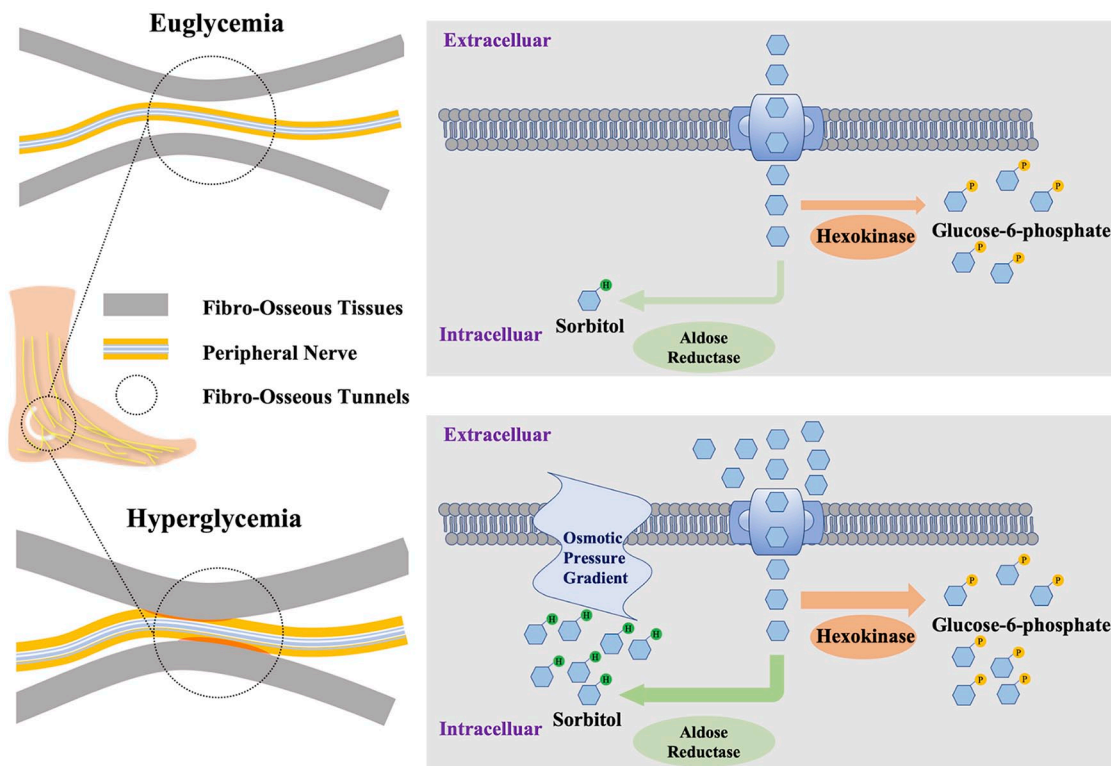 Euglycemia
Fibro-Osseous Tissues
Peripheral Nerve
Fibro-Osseous Tunnels
Hyperglycemia
Extracelluar
P
P
P
Hexokinase
Glucose-6-phosphate
P
P
H
Sorbitol
Intracelluar
Aldose
Reductase
Extracelluar
Osmotic
Pressure
Gradient
P
P
P
Hexokinase
Glucose-6-phosphate
H
H
H
H
H
H
H
P
P
P
P
Sorbitol
Intracelluar
Aldose
Reductase